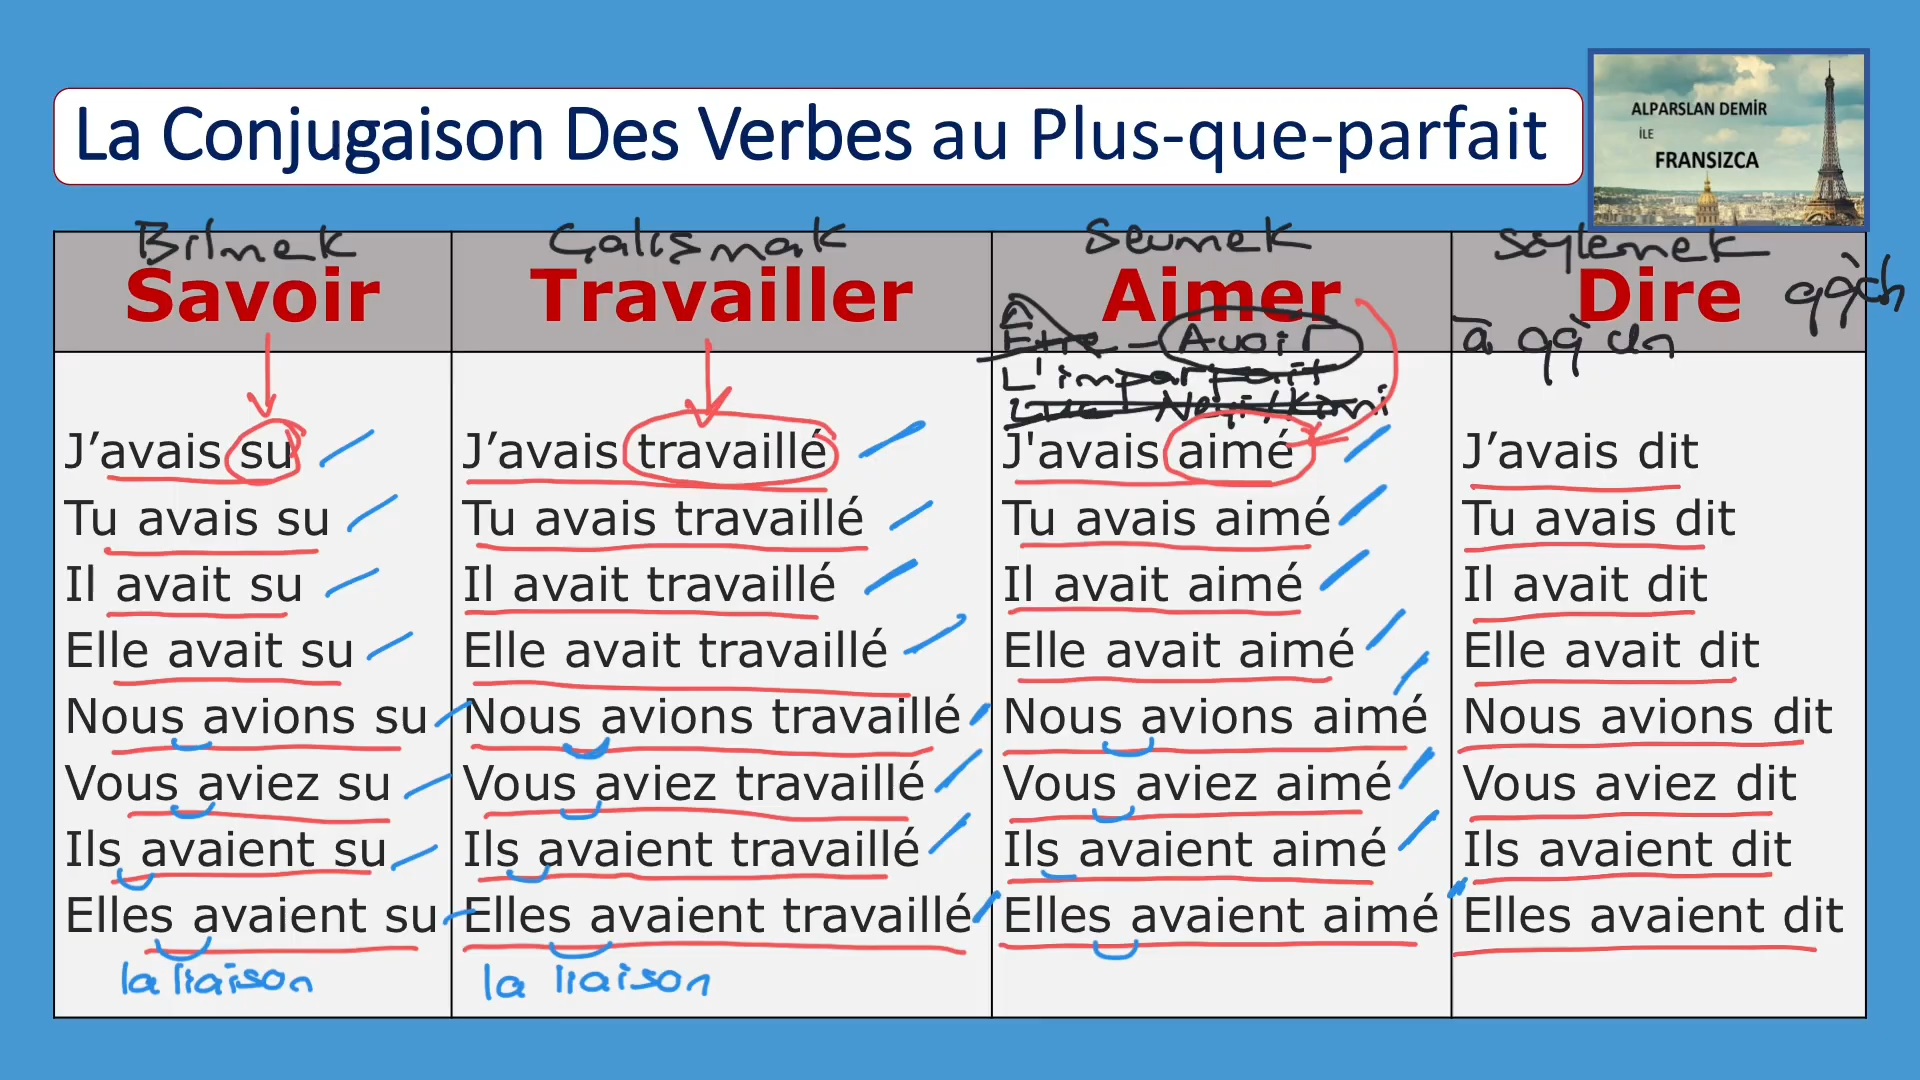 La Conjugaison Des Verbes au Plus-que-parfait
ALPARSLAN DEMİR
İLE
FRANSIZCA
Bilmek
Savoir
J’avais su
Tu avais su
Il avait su
Elle avait su
Nous avions su
Vous aviez su
Ils avaient su
Elles avaient su
la liaison
Çalışmak
Travailler
J’avais travaillé
Tu avais travaillé
Il avait travaillé
Elle avait travaillé
Nous avions travaillé
Vous aviez travaillé
Ils avaient travaillé
Elles avaient travaillé
la liaison
Sevmek
Aimer
Être - Avoir
L'imparfait
J'avais aimé
Tu avais aimé
Il avait aimé
Elle avait aimé
Nous avions aimé
Vous aviez aimé
Ils avaient aimé
Elles avaient aimé
Söylemek
Dire qq'ch
à qq'un
J’avais dit
Tu avais dit
Il avait dit
Elle avait dit
Nous avions dit
Vous aviez dit
Ils avaient dit
Elles avaient dit